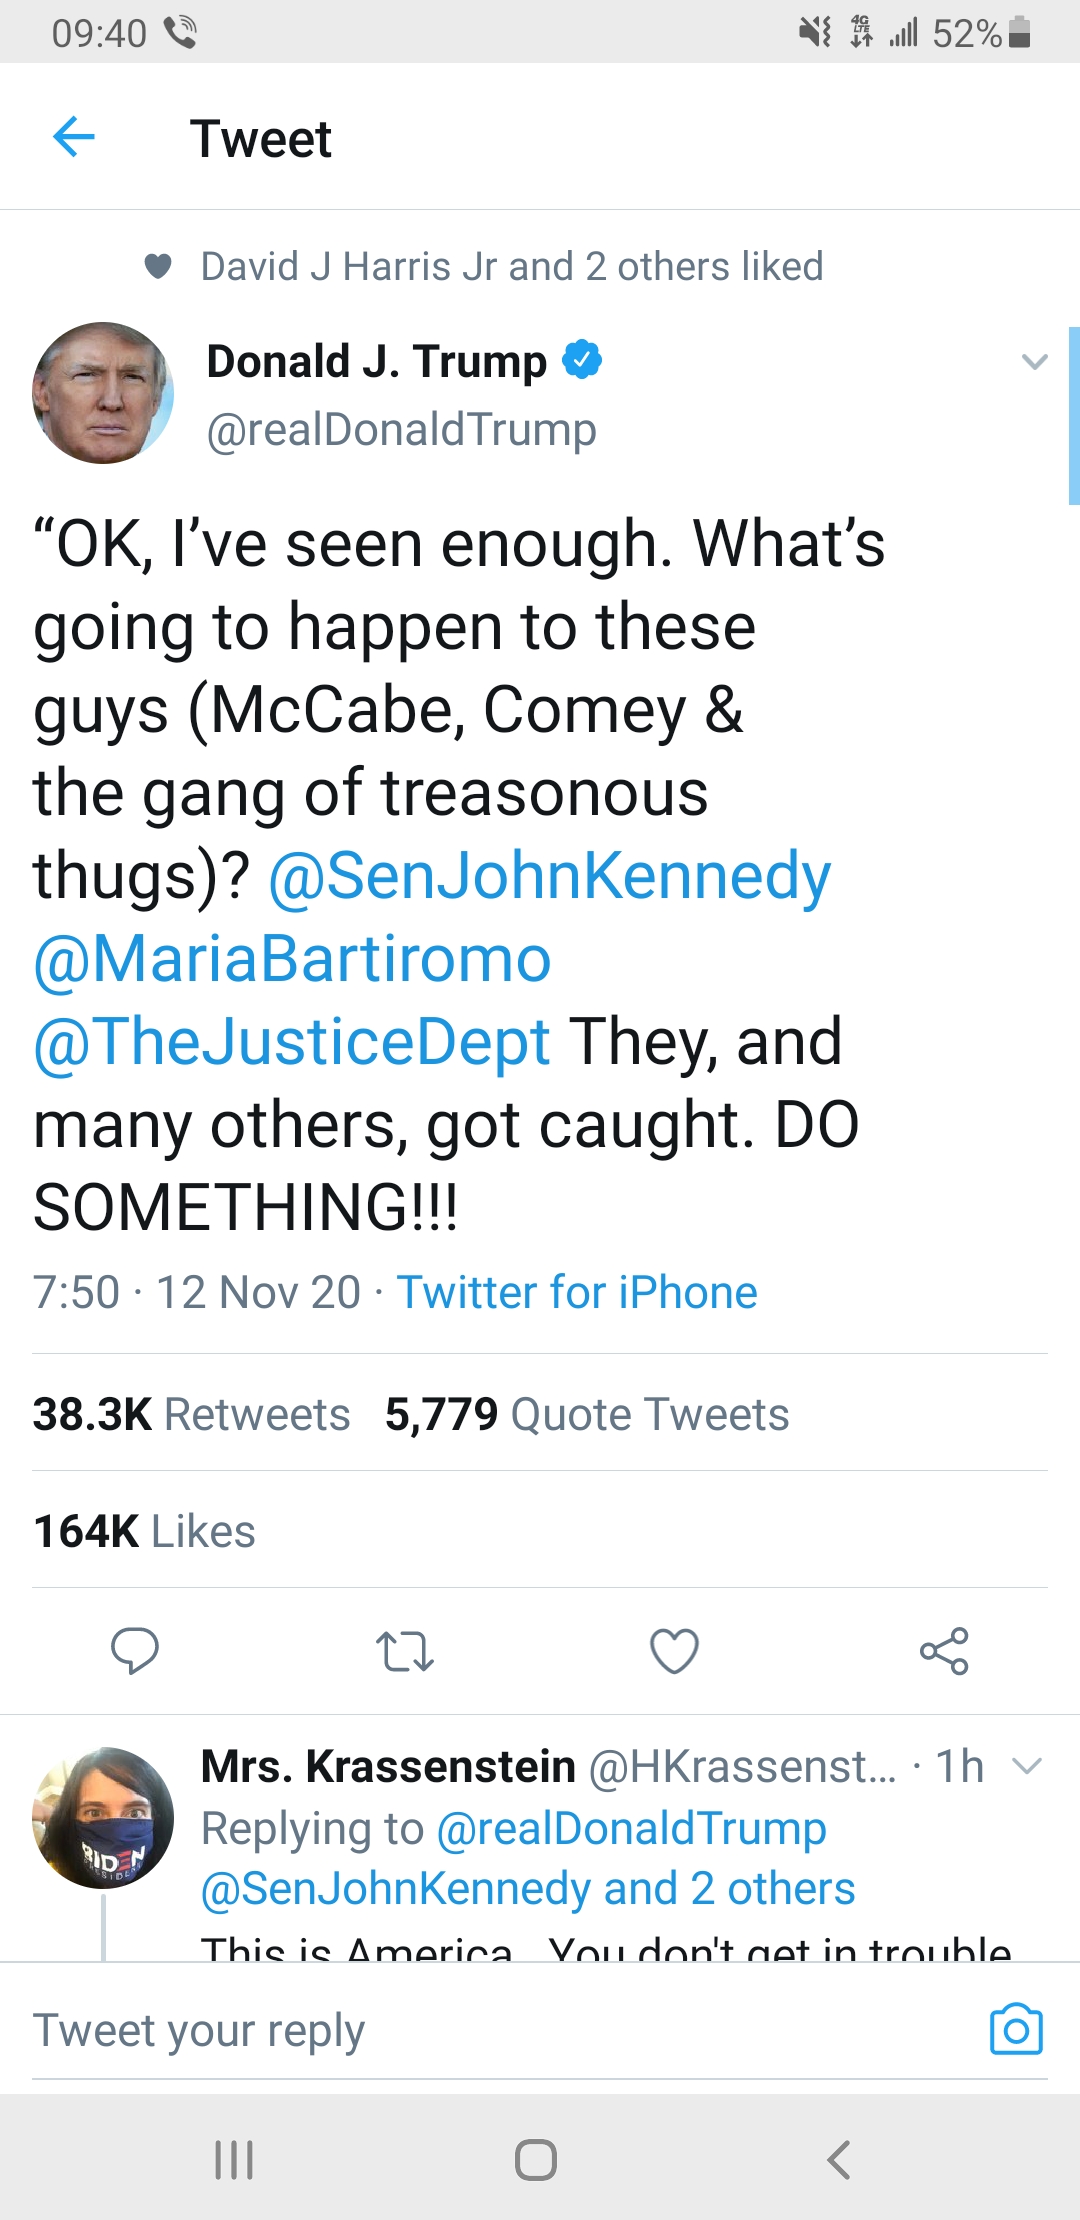 09:40 4G LTE 52%
Tweet
David J Harris Jr and 2 others liked
Donald J. Trump
@realDonaldTrump
“OK, I’ve seen enough. What’s
going to happen to these
guys (McCabe, Comey &
the gang of treasonous
thugs)? @SenJohnKennedy
@MariaBartiromo
@TheJusticeDept They, and
many others, got caught. DO
SOMETHING!!!
7:50 · 12 Nov 20 · Twitter for iPhone
38.3K Retweets 5,779 Quote Tweets
164K Likes
Mrs. Krassenstein @HKrassenst... · 1h
BIDEN
PRESIDENT
Replying to @realDonaldTrump
@SenJohnKennedy and 2 others
This is America. You don't get in trouble
Tweet your reply